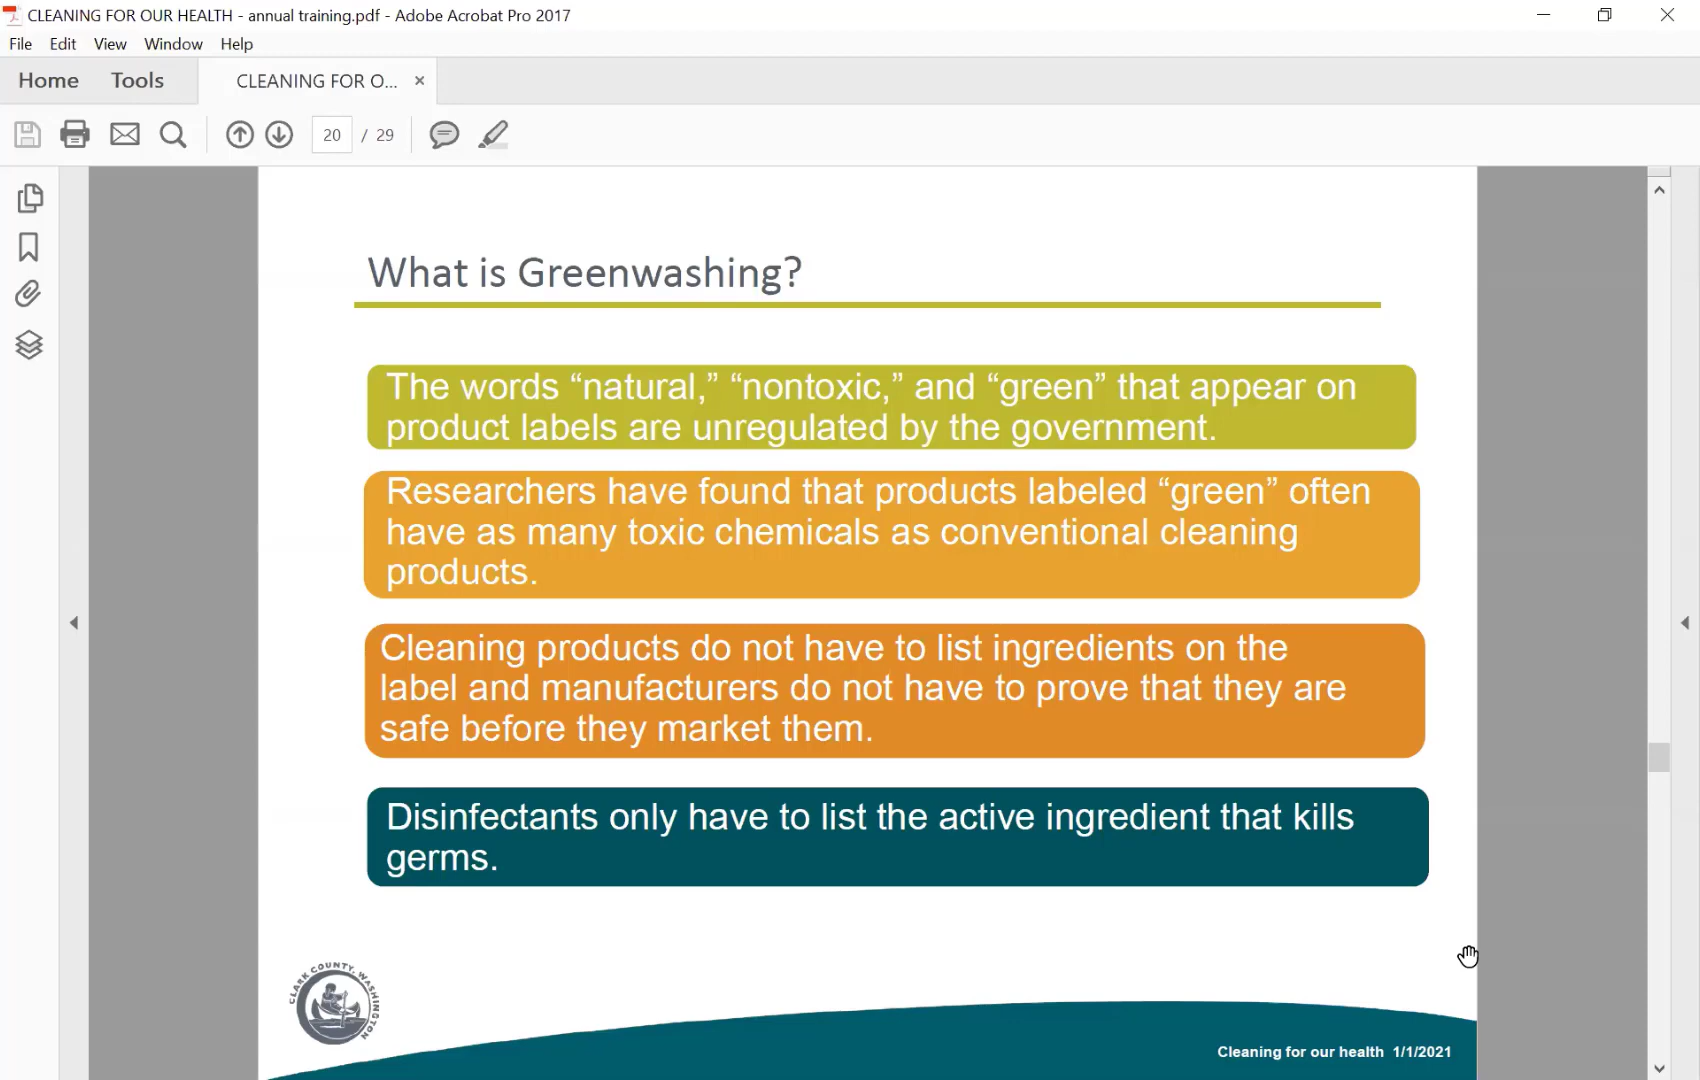 CLEANING FOR OUR HEALTH - annual training.pdf - Adobe Acrobat Pro 2017
File Edit View Window Help
Home Tools CLEANING FOR O... ×
20 / 29
What is Greenwashing?
The words “natural,” “nontoxic,” and “green” that appear on
product labels are unregulated by the government.
Researchers have found that products labeled “green” often
have as many toxic chemicals as conventional cleaning
products.
Cleaning products do not have to list ingredients on the
label and manufacturers do not have to prove that they are
safe before they market them.
Disinfectants only have to list the active ingredient that kills
germs.
CLARK COUNTY, WASHINGTON
Cleaning for our health 1/1/2021